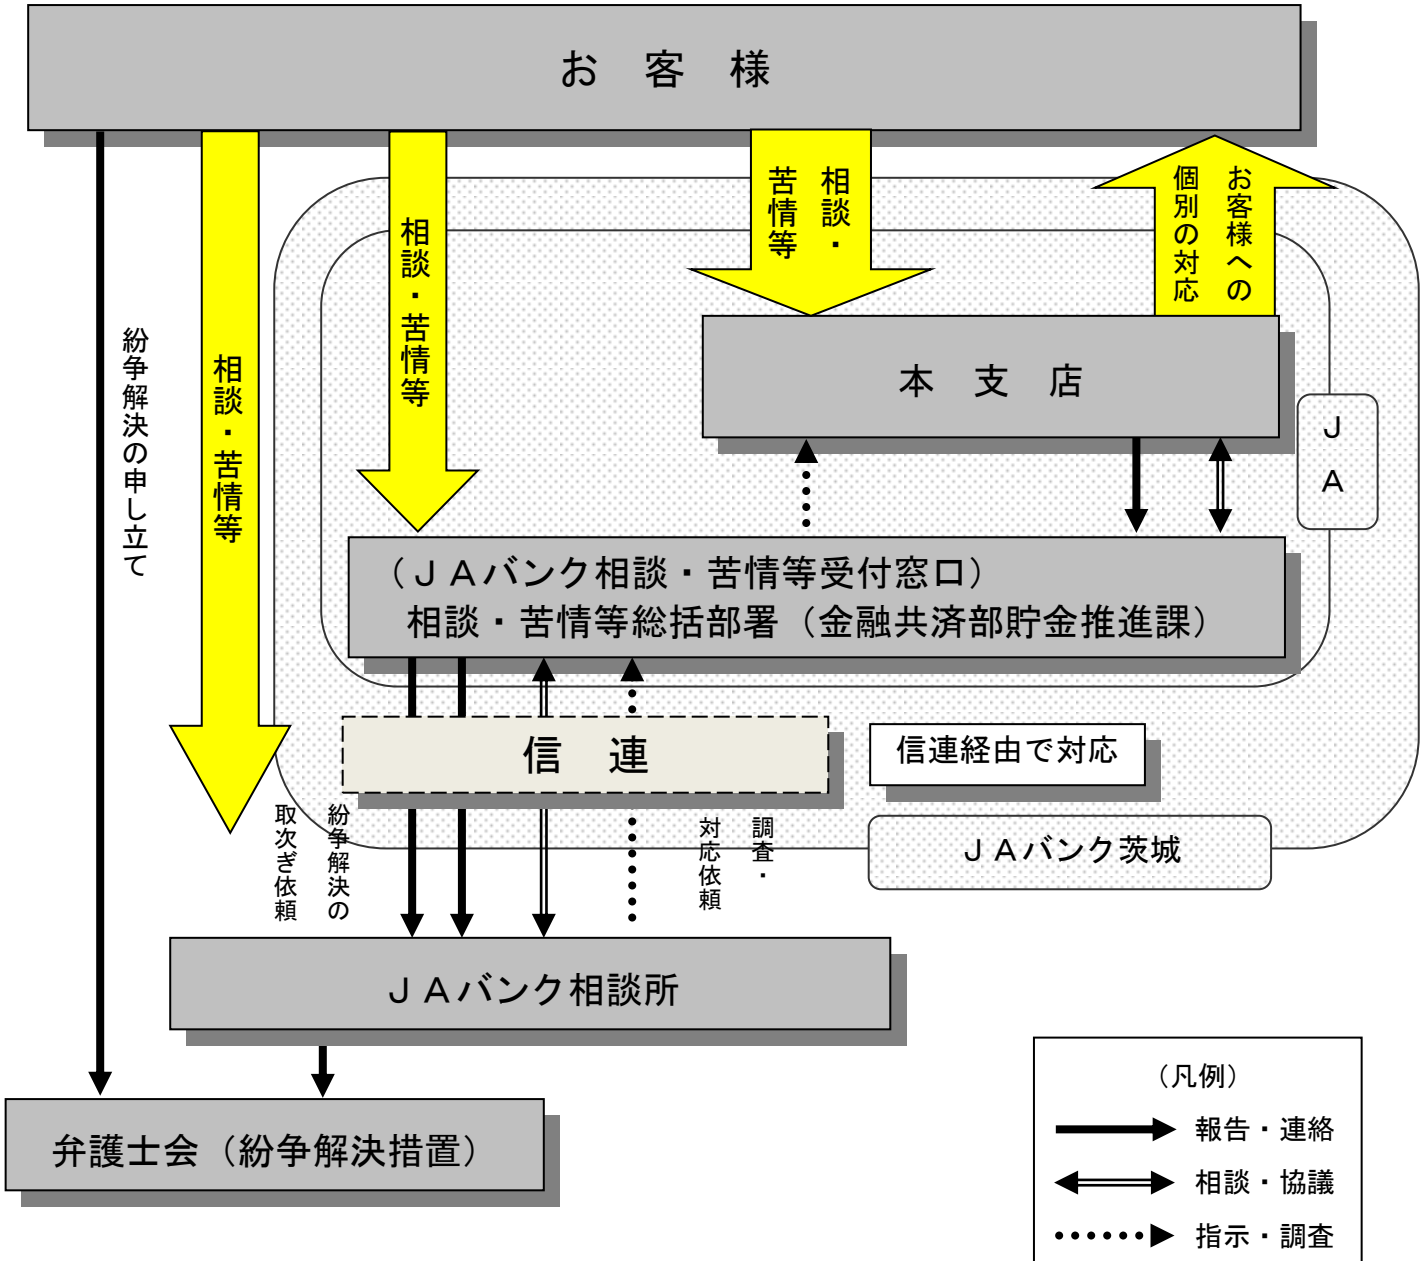 お　客　様
相談・
苦情等
お客様への
個別の対応
相談・苦情等
相談・苦情等
紛争解決の申し立て
本　支　店
ＪＡ
（ＪＡバンク相談・苦情等受付窓口）
相談・苦情等総括部署（金融共済部貯金推進課）
信　連
信連経由で対応
ＪＡバンク茨城
紛争解決の
取次ぎ依頼
調査・
対応依頼
ＪＡバンク相談所
弁護士会（紛争解決措置）
（凡例）
報告・連絡
相談・協議
指示・調査